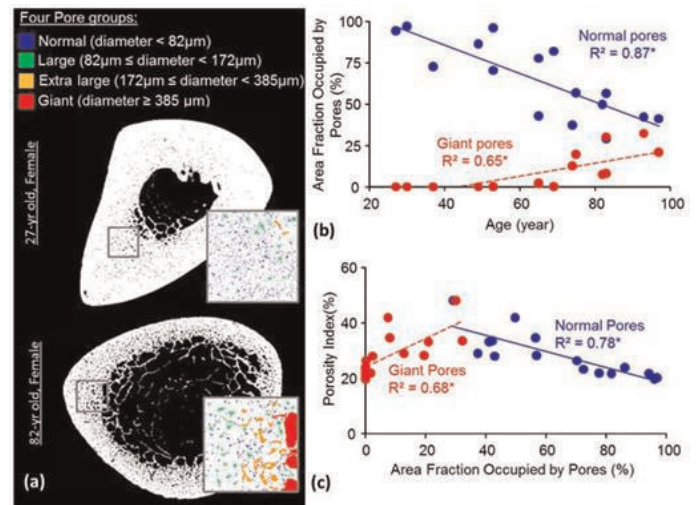 Four Pore groups:
Normal (diameter < 82µm)
Large (82µm ≤ diameter < 172µm)
Extra large (172µm ≤ diameter < 385µm)
Giant (diameter ≥ 385 µm)
27-yr old, Female
82-yr old, Female
(a)
Area Fraction Occupied by
Pores (%)
100
75
50
25
0
Normal pores
R² = 0.87*
Giant pores
R² = 0.65*
20
40
60
80
100
(b)
Age (year)
Porosity Index(%)
60
40
20
0
Normal Pores
R² = 0.78*
Giant Pores
R² = 0.68*
0
20
40
60
80
100
Area Fraction Occupied by Pores (%)
(c)